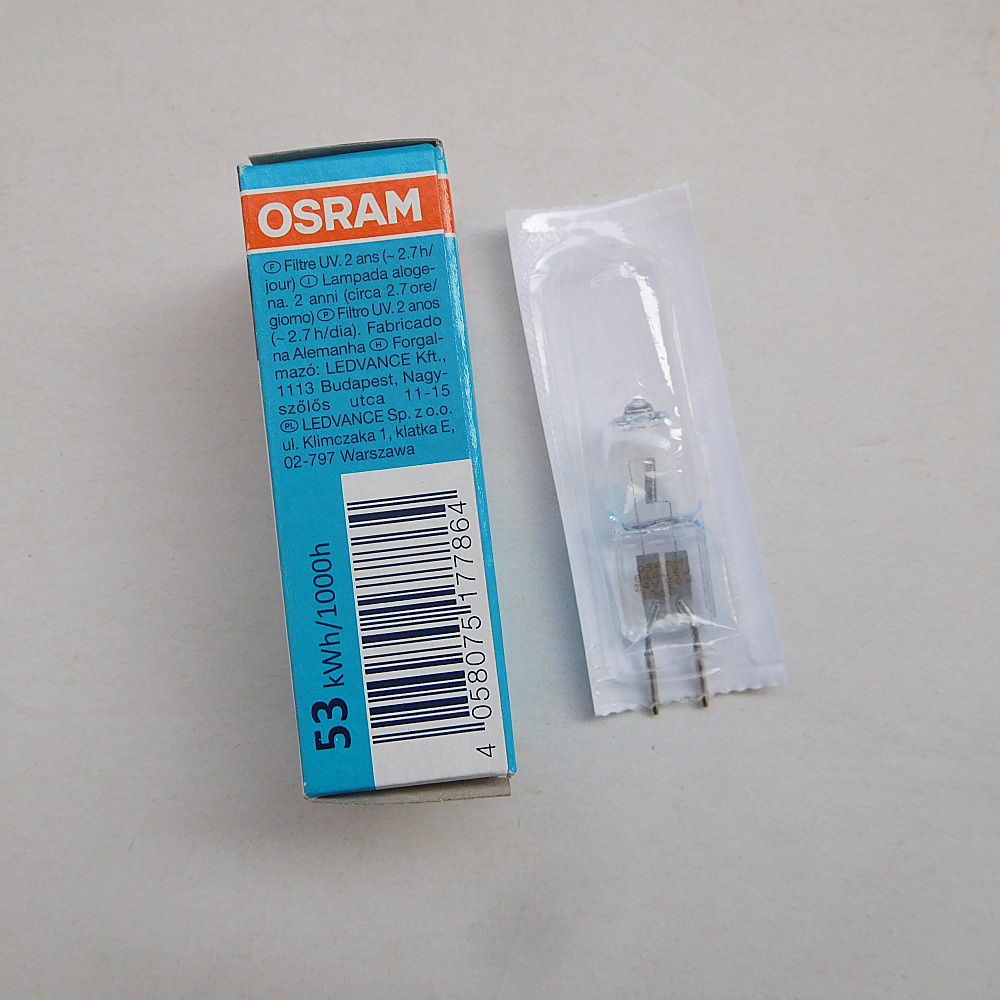 OSRAM
Ⓕ Filtre UV. 2 ans (~ 2.7h/
jour) Ⓘ Lampada aloge-
na. 2 anni (circa 2.7 ore/
giorno) Ⓟ Filtro UV. 2 anos
(~ 2.7 h/dia). Fabricado
na Alemanha Ⓗ Forgal-
mazó: LEDVANCE Kft.,
1113 Budapest, Nagy-
szőlős utca 11-15
(PL) LEDVANCE Sp. z o.o.
ul. Klimczaka 1, klatka E,
02-797 Warszawa
53 kWh/1000h
4 058075 177864